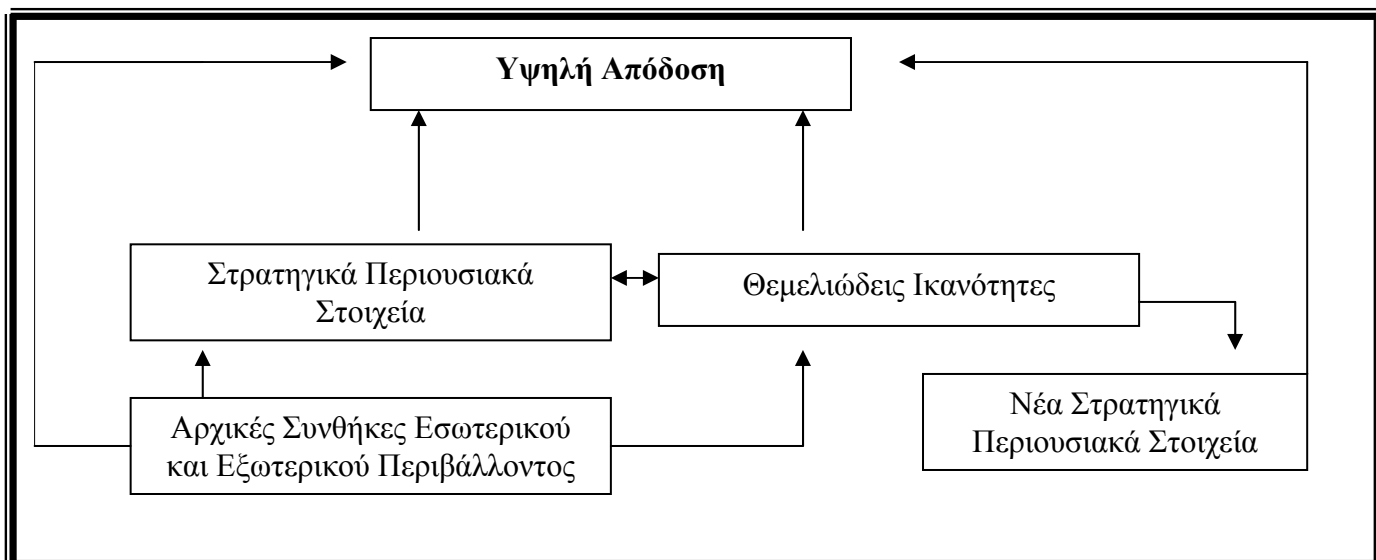 Υψηλή Απόδοση
Στρατηγικά Περιουσιακά
Στοιχεία
Θεμελιώδεις Ικανότητες
Αρχικές Συνθήκες Εσωτερικού
και Εξωτερικού Περιβάλλοντος
Νέα Στρατηγικά
Περιουσιακά Στοιχεία